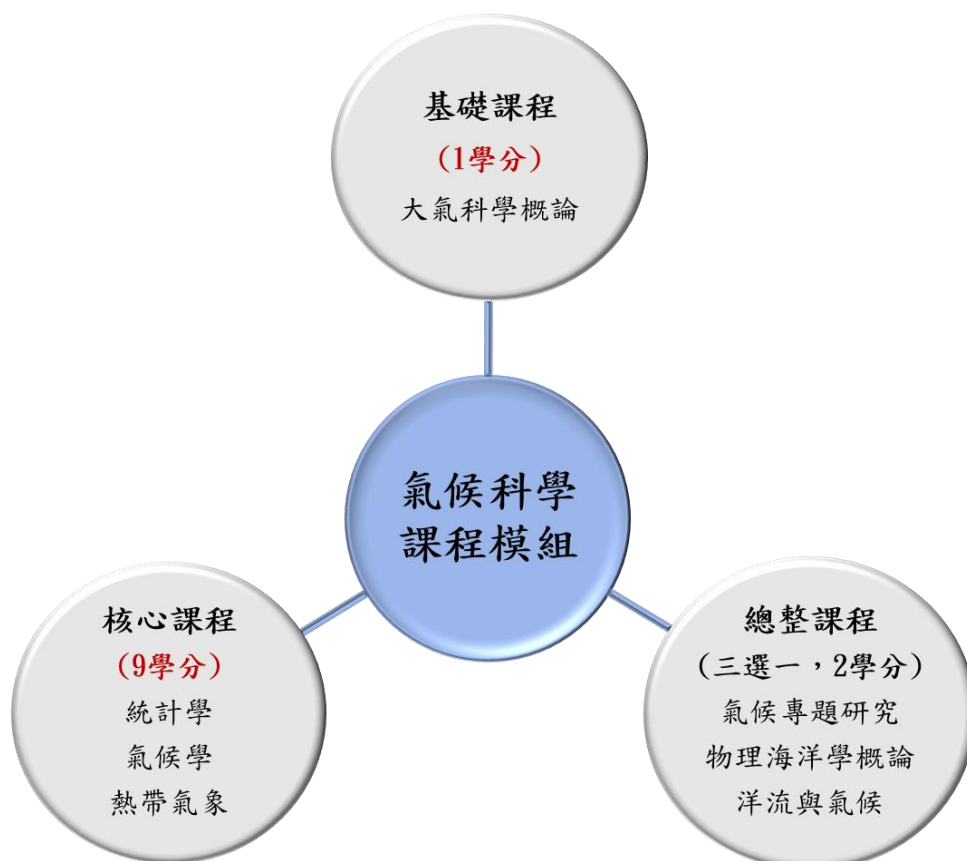 基礎課程
(1學分)
大氣科學概論
氣候科學
課程模組
核心課程
(9學分)
統計學
氣候學
熱帶氣象
總整課程
(三選一，2學分)
氣候專題研究
物理海洋學概論
洋流與氣候